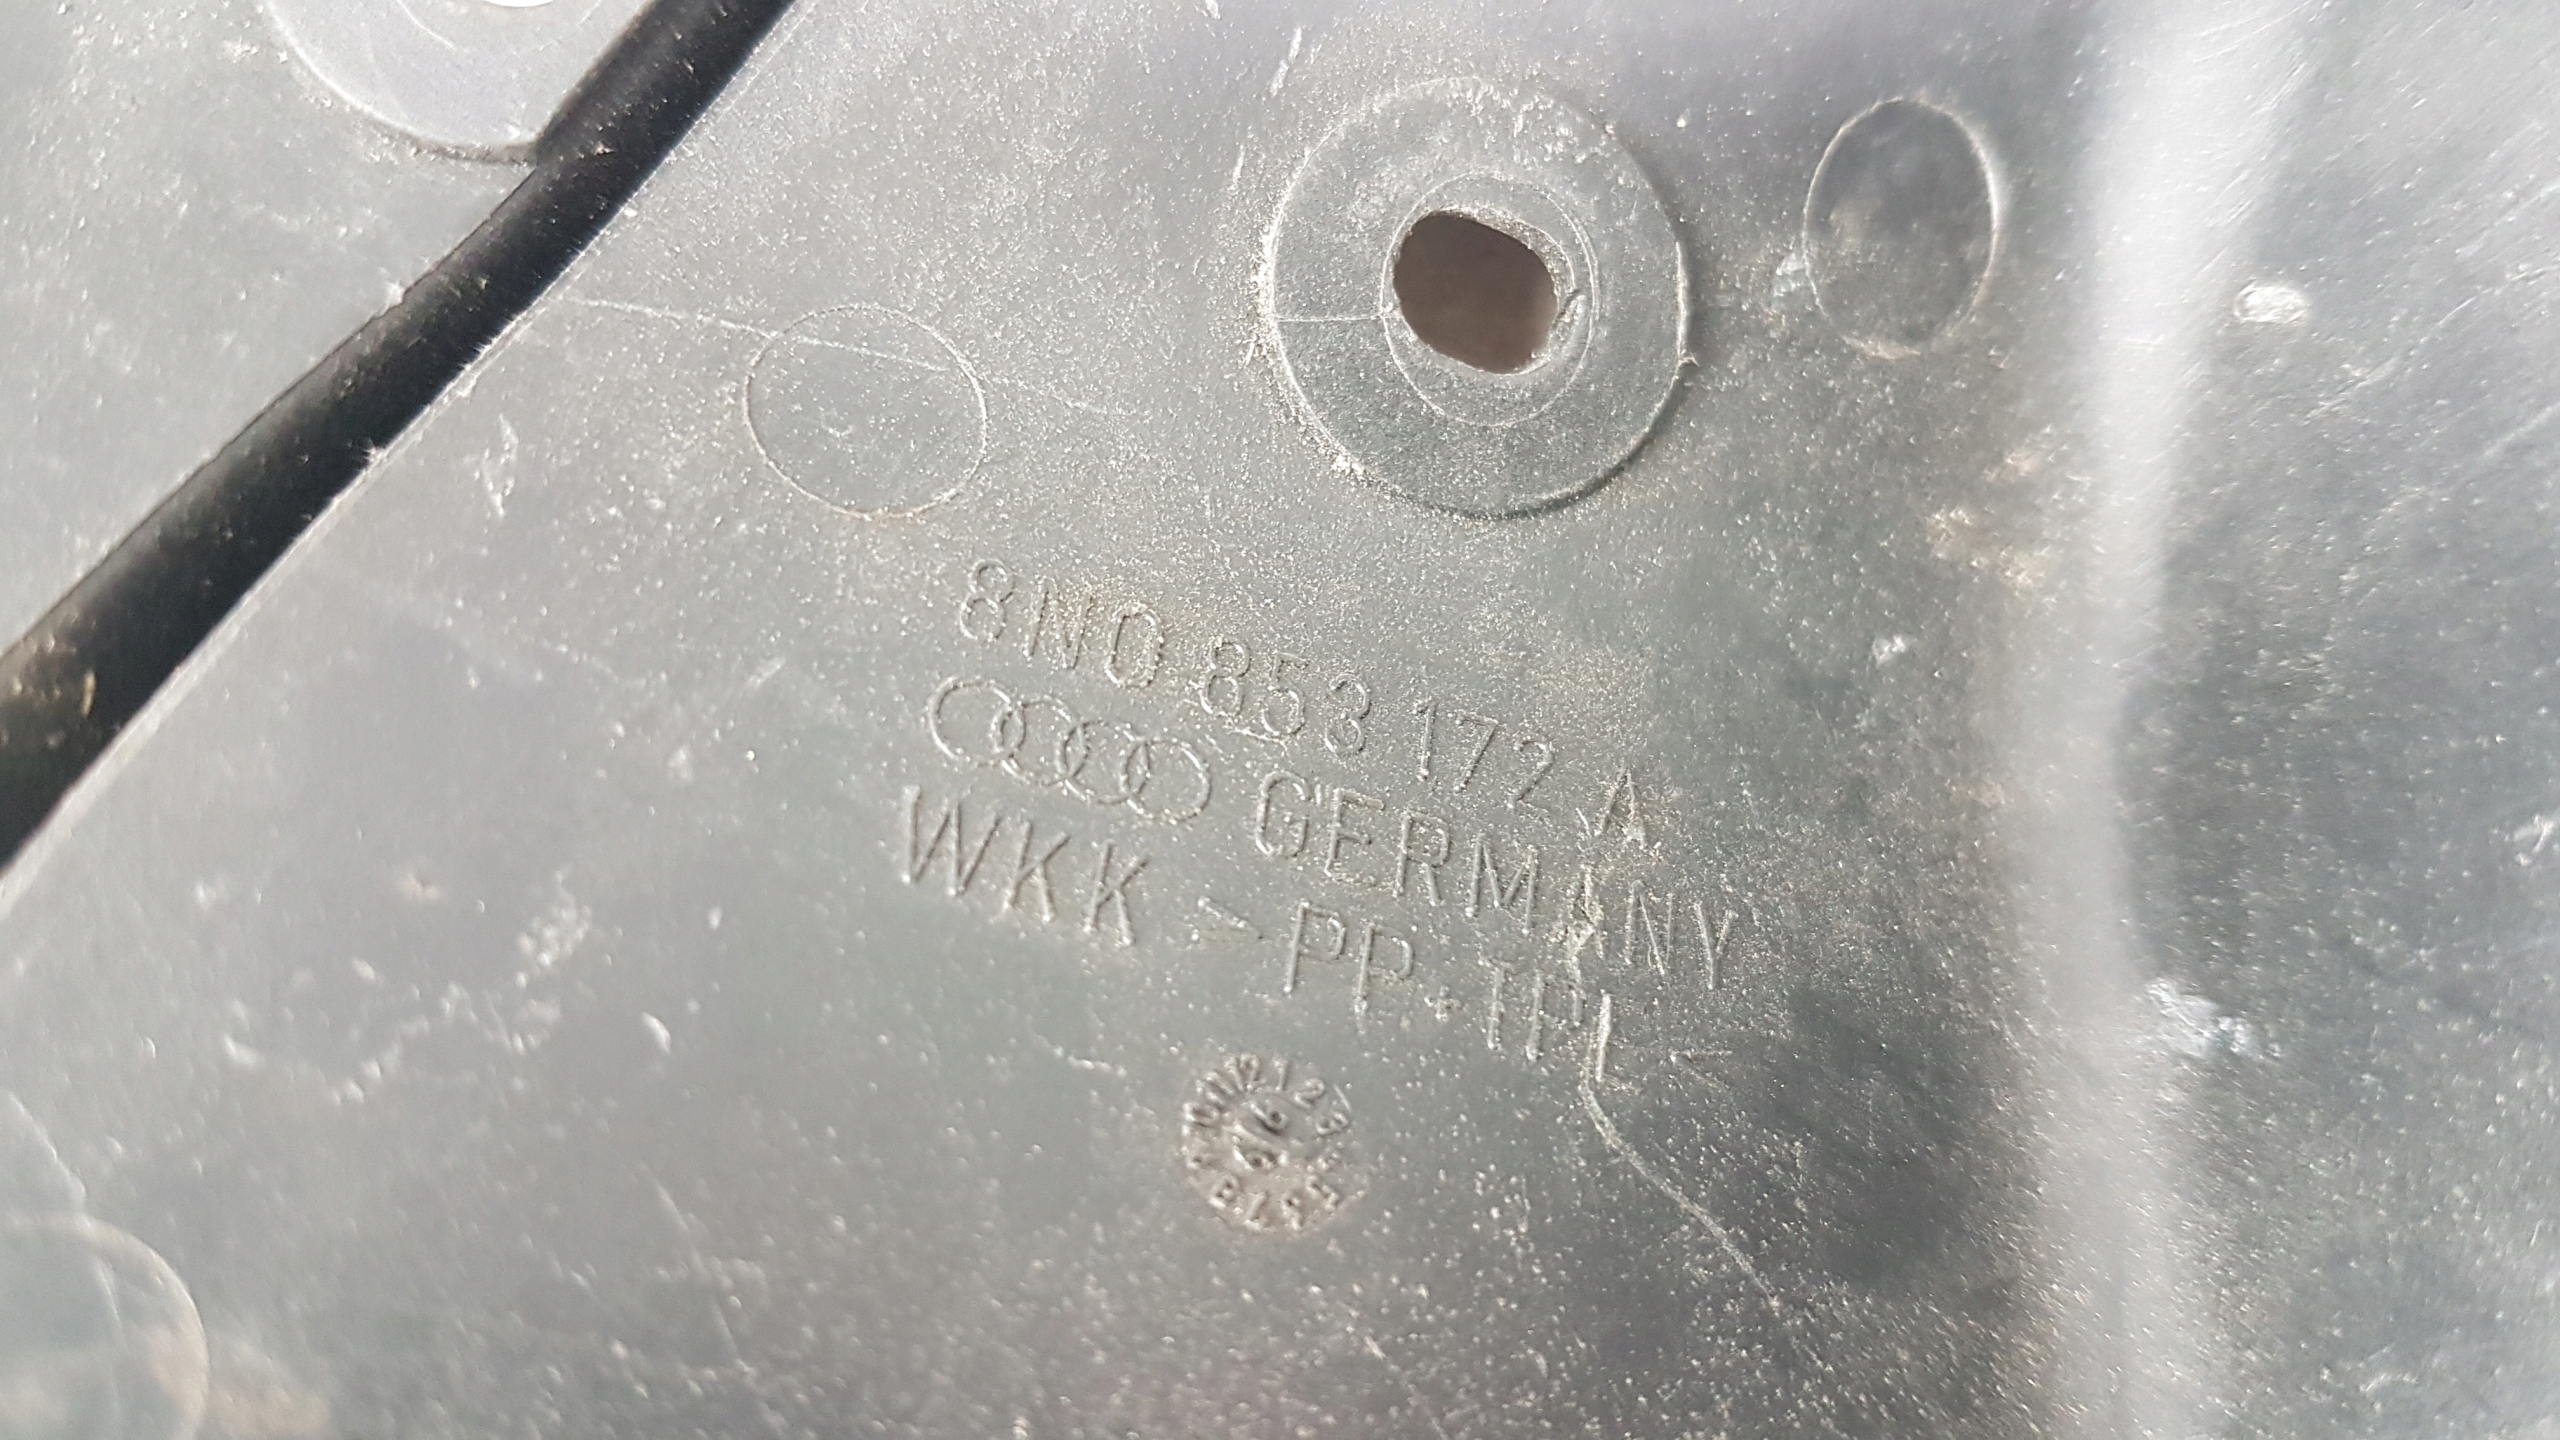 8N0 853 172 A
GERMANY
WKK >PP+TPL<